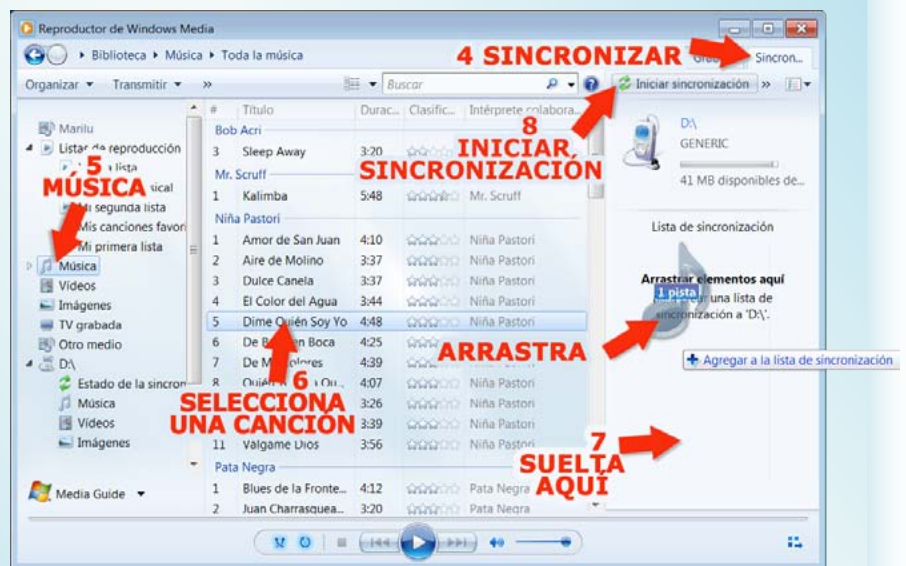 Reproductor de Windows Media
Biblioteca Música Toda la música
4 SINCRONIZAR
Sincron...
Organizar Transmitir » Buscar Iniciar sincronización »
# Título Durac... Clasific... Intérprete colabora...
Marilu
Listas de reproducción
lista
sical
Mi segunda lista
Mis canciones favori
Mi primera lista
Música
Vídeos
Imágenes
TV grabada
Otro medio
D:\
Estado de la sincron
Música
Vídeos
Imágenes
Media Guide
5
MÚSICA
Bob Acri
3 Sleep Away 3:20
Mr. Scruff
1 Kalimba 5:48 Mr. Scruff
Niña Pastori
1 Amor de San Juan 4:10 Niña Pastori
2 Aire de Molino 3:37 Niña Pastori
3 Dulce Canela 3:37 Niña Pastori
4 El Color del Agua 3:44 Niña Pastori
5 Dime Quién Soy Yo 4:48 Niña Pastori
6 De Boca en Boca 4:25 Niña Pastori
7 De M olores 4:39 Niña Pastori
8 4:07 Niña Pastori
3:26 Niña Pastori
3:39 Niña Pastori
11 Válgame Dios 3:56 Niña Pastori
Pata Negra
1 Blues de la Fronte... 4:12 Pata Negra
2 Juan Charrasquea... 3:20 Pata Negra
6
SELECCIONA
UNA CANCIÓN
8
INICIAR
SINCRONIZACIÓN
D:\
GENERIC
41 MB disponibles de...
Lista de sincronización
Arrastrar elementos aquí
1 pista
una lista de
sincronización a 'D:\'.
ARRASTRA
Agregar a la lista de sincronización
7
SUELTA
AQUÍ